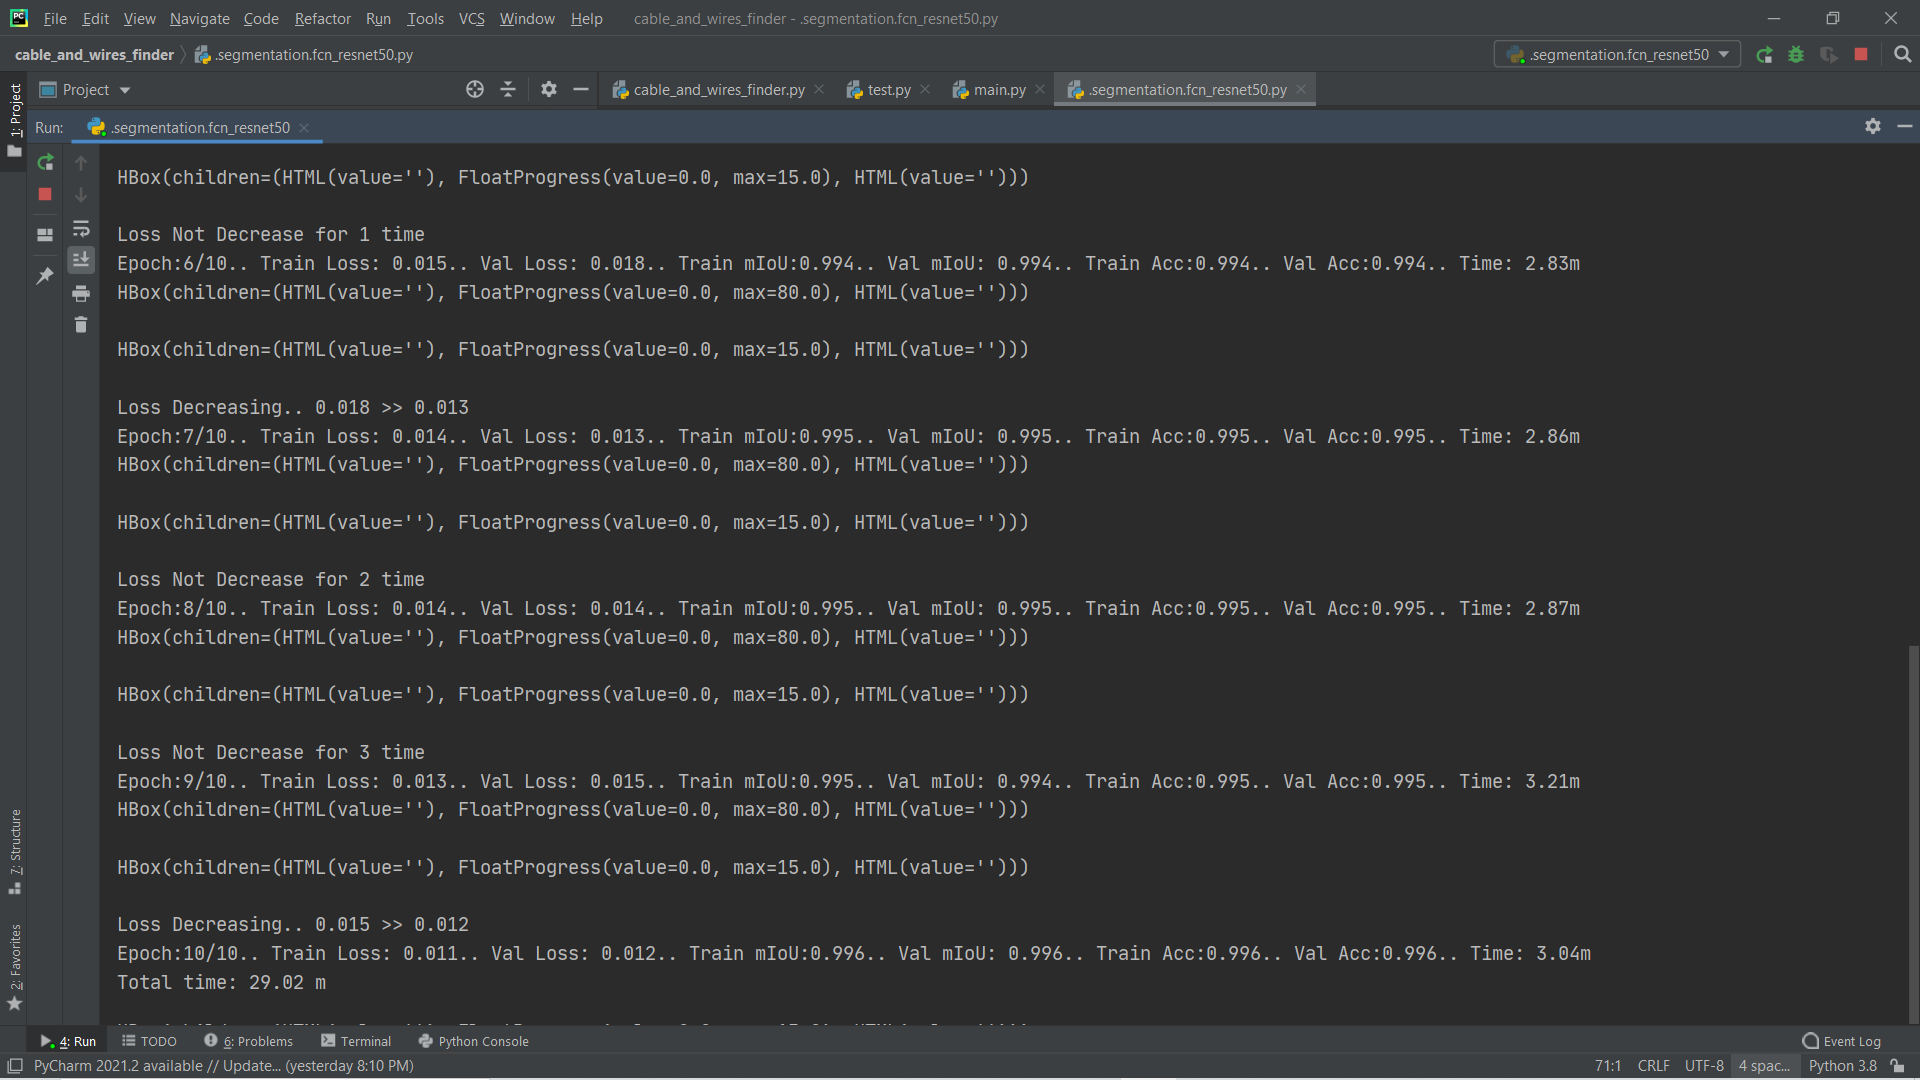 File Edit View Navigate Code Refactor Run Tools VCS Window Help cable_and_wires_finder - .segmentation.fcn_resnet50.py
cable_and_wires_finder .segmentation.fcn_resnet50.py .segmentation.fcn_resnet50
1: Project
Project cable_and_wires_finder.py test.py main.py .segmentation.fcn_resnet50.py
Run: .segmentation.fcn_resnet50
HBox(children=(HTML(value=''), FloatProgress(value=0.0, max=15.0), HTML(value='')))
Loss Not Decrease for 1 time
Epoch:6/10.. Train Loss: 0.015.. Val Loss: 0.018.. Train mIoU:0.994.. Val mIoU: 0.994.. Train Acc:0.994.. Val Acc:0.994.. Time: 2.83m
HBox(children=(HTML(value=''), FloatProgress(value=0.0, max=80.0), HTML(value='')))
HBox(children=(HTML(value=''), FloatProgress(value=0.0, max=15.0), HTML(value='')))
Loss Decreasing.. 0.018 >> 0.013
Epoch:7/10.. Train Loss: 0.014.. Val Loss: 0.013.. Train mIoU:0.995.. Val mIoU: 0.995.. Train Acc:0.995.. Val Acc:0.995.. Time: 2.86m
HBox(children=(HTML(value=''), FloatProgress(value=0.0, max=80.0), HTML(value='')))
HBox(children=(HTML(value=''), FloatProgress(value=0.0, max=15.0), HTML(value='')))
Loss Not Decrease for 2 time
Epoch:8/10.. Train Loss: 0.014.. Val Loss: 0.014.. Train mIoU:0.995.. Val mIoU: 0.995.. Train Acc:0.995.. Val Acc:0.995.. Time: 2.87m
HBox(children=(HTML(value=''), FloatProgress(value=0.0, max=80.0), HTML(value='')))
HBox(children=(HTML(value=''), FloatProgress(value=0.0, max=15.0), HTML(value='')))
Loss Not Decrease for 3 time
Epoch:9/10.. Train Loss: 0.013.. Val Loss: 0.015.. Train mIoU:0.995.. Val mIoU: 0.994.. Train Acc:0.995.. Val Acc:0.995.. Time: 3.21m
HBox(children=(HTML(value=''), FloatProgress(value=0.0, max=80.0), HTML(value='')))
HBox(children=(HTML(value=''), FloatProgress(value=0.0, max=15.0), HTML(value='')))
Loss Decreasing.. 0.015 >> 0.012
Epoch:10/10.. Train Loss: 0.011.. Val Loss: 0.012.. Train mIoU:0.996.. Val mIoU: 0.996.. Train Acc:0.996.. Val Acc:0.996.. Time: 3.04m
Total time: 29.02 m
7: Structure
2: Favorites
4: Run TODO 6: Problems Terminal Python Console Event Log
PyCharm 2021.2 available // Update... (yesterday 8:10 PM) 71:1 CRLF UTF-8 4 spac... Python 3.8